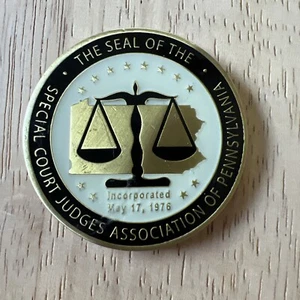 THE SEAL OF THE
SPECIAL COURT JUDGES ASSOCIATION OF PENNSYLVANIA
Incorporated
May 17, 1976